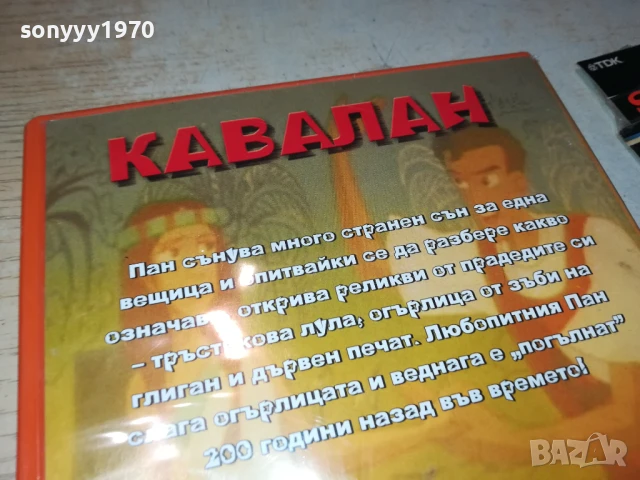 sonyyy1970
TDK
КАВАЛАН
Пан сънува много странен сън за една
вещица и опитвайки се да разбере какво
означава, открива реликви от прадедите си
– тръстикова лула, огърлица от зъби на
глиган и дървен печат. Любопитния Пан
слага огърлицата и веднага е „погълнат”
200 години назад във времето!
BAZAR
bg